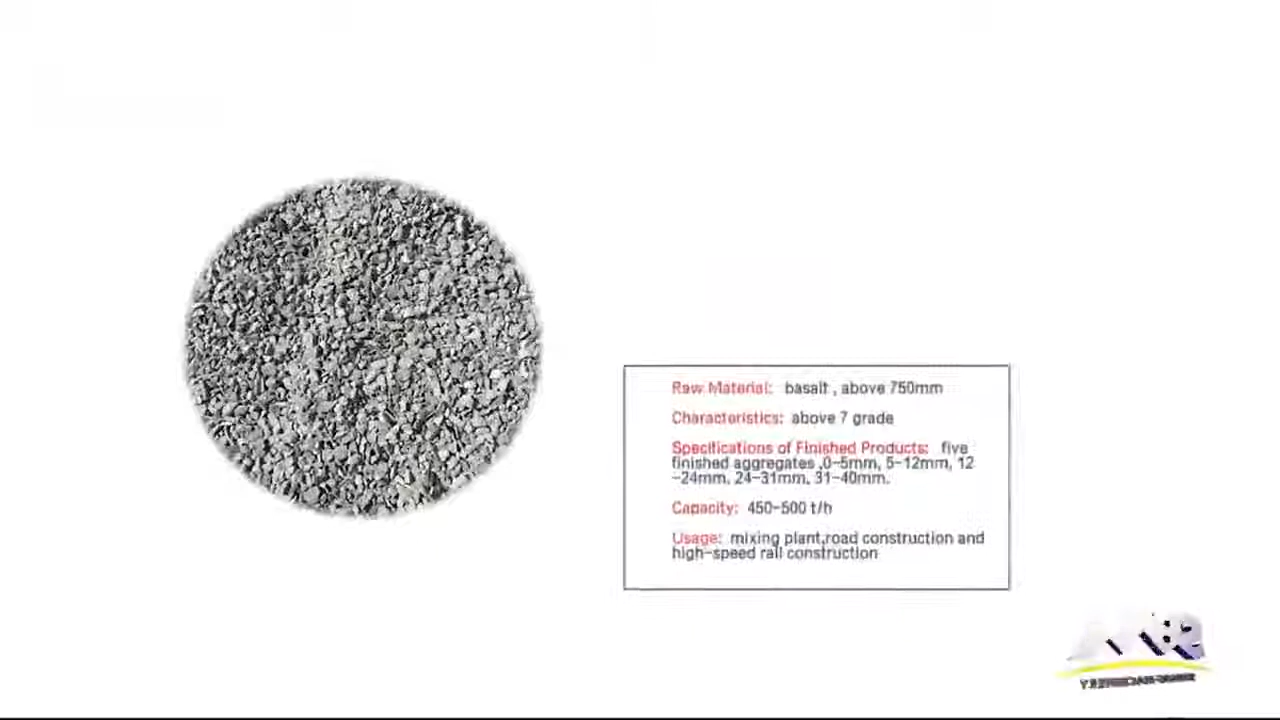 Raw Material: basalt , above 750mm
Characteristics: above 7 grade
Specifications of Finished Products: five
finished aggregates ,0-5mm, 5-12mm, 12
-24mm, 24-31mm, 31-40mm.
Capacity: 450-500 t/h
Usage: mixing plant,road construction and
high-speed rail construction